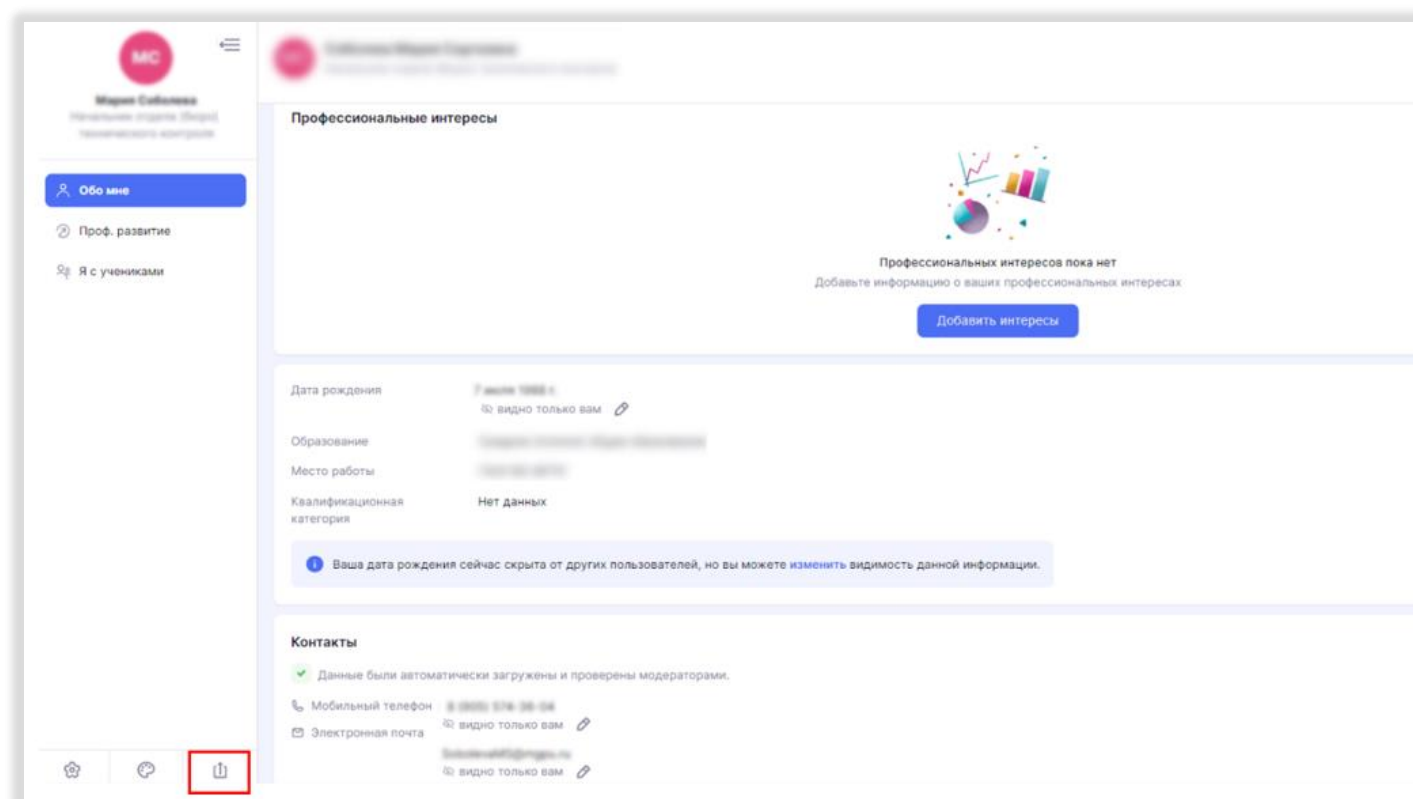 Профессиональные интересы
Обо мне
Проф. развитие
Я с учениками
Профессиональных интересов пока нет
Добавьте информацию о ваших профессиональных интересах
Добавить интересы
Дата рождения
видно только вам
Образование
Место работы
Квалификационная
категория
Нет данных
Ваша дата рождения сейчас скрыта от других пользователей, но вы можете изменить видимость данной информации.
Контакты
Данные были автоматически загружены и проверены модераторами.
Мобильный телефон
видно только вам
Электронная почта
видно только вам